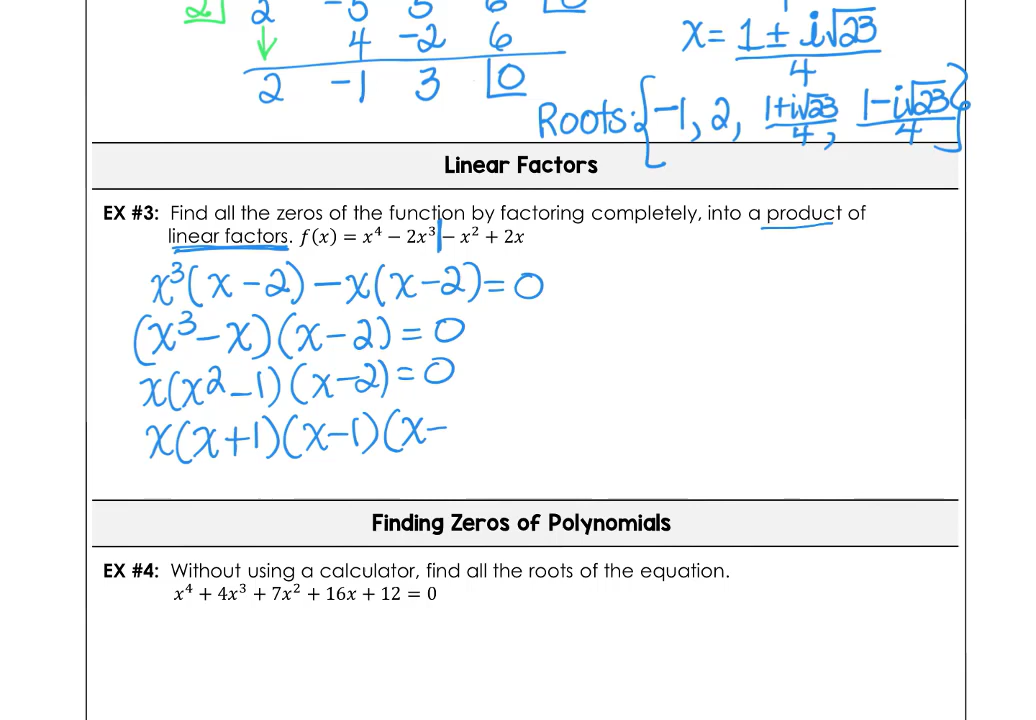 2 2 -5 5 6 0
4 -2 6
2 -1 3 0
x = 1 ± i√23 / 4
Roots: {-1, 2, 1+i√23 / 4, 1-i√23 / 4}
Linear Factors
EX #3: Find all the zeros of the function by factoring completely, into a product of
linear factors. f(x) = x⁴ − 2x³ − x² + 2x
x³(x-2) - x(x-2) = 0
(x³-x)(x-2) = 0
x(x²-1)(x-2) = 0
x(x+1)(x-1)(x-
Finding Zeros of Polynomials
EX #4: Without using a calculator, find all the roots of the equation.
x⁴ + 4x³ + 7x² + 16x + 12 = 0